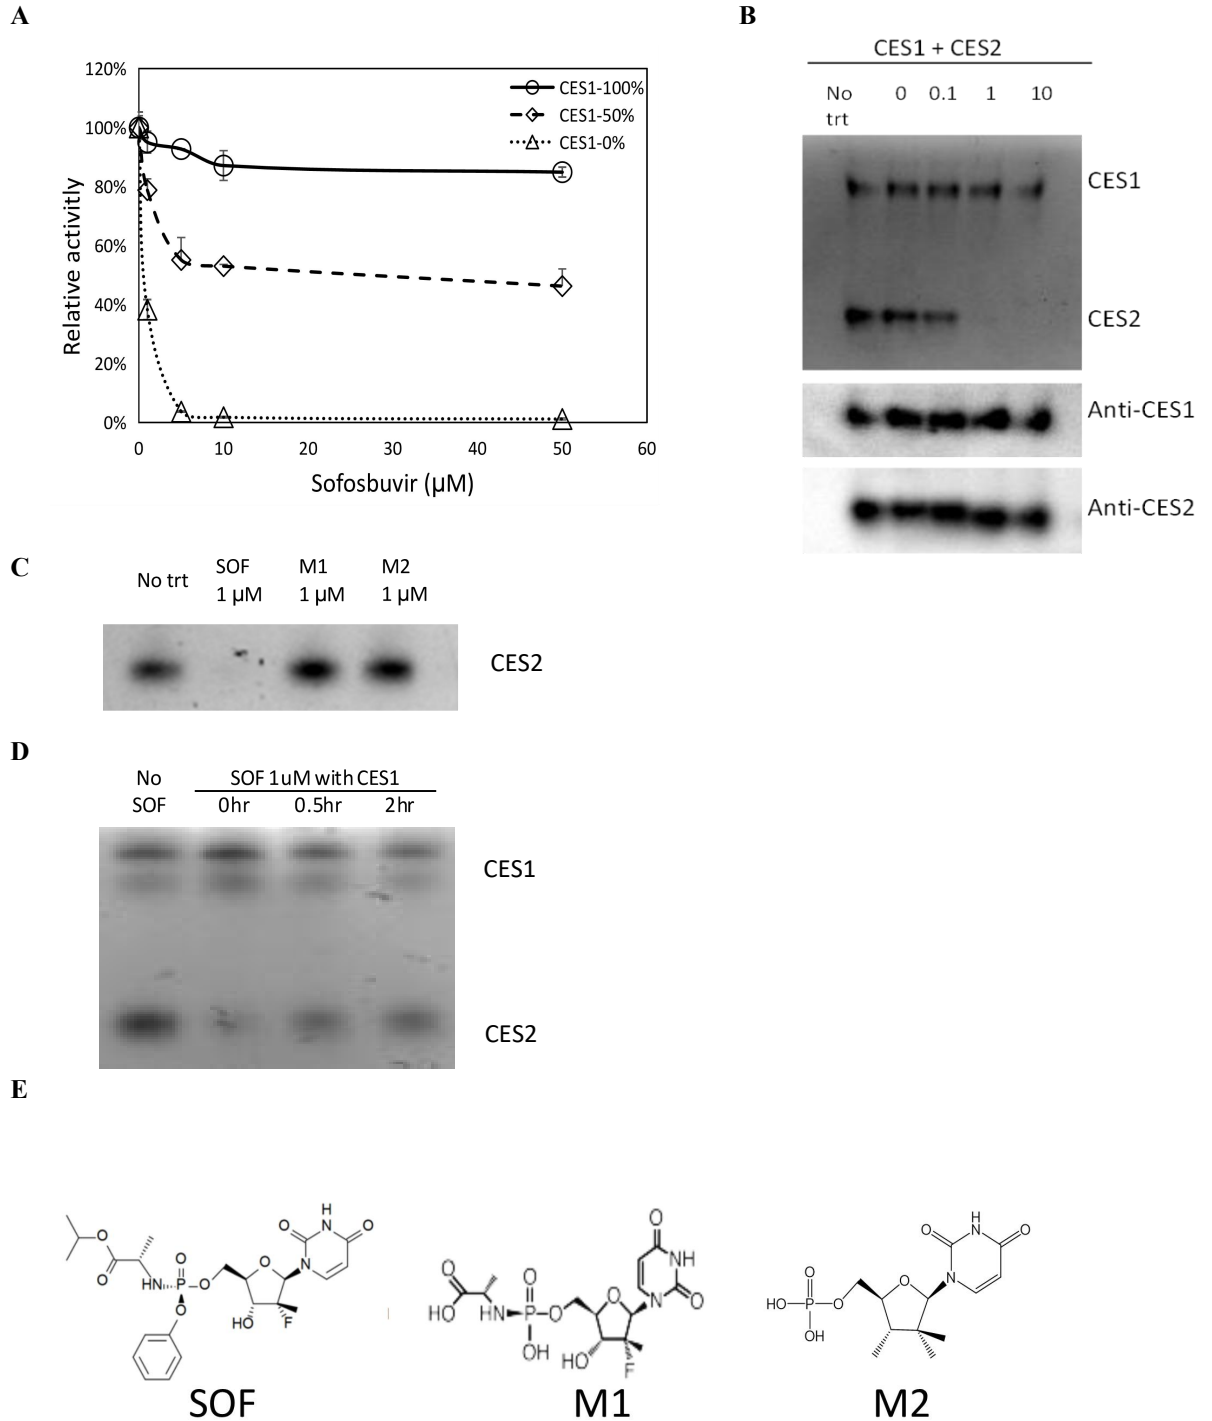 A
120%
100%
80%
60%
40%
20%
0%
Relative activitly
0
10
20
30
40
50
60
Sofosbuvir (µM)
CES1-100%
CES1-50%
CES1-0%
B
CES1 + CES2
No trt
0
0.1
1
10
CES1
CES2
Anti-CES1
Anti-CES2
C
No trt
SOF
1 µM
M1
1 µM
M2
1 µM
CES2
D
No
SOF
SOF 1uM with CES1
0hr
0.5hr
2hr
CES1
CES2
E
O
O
HN
P
O
O
O
HO
F
N
O
H
N
O
SOF
O
HO
HN
P
O
OH
O
O
HO
F
N
O
NH
O
M1
O
HO
P
OH
O
O
N
O
H
N
O
M2